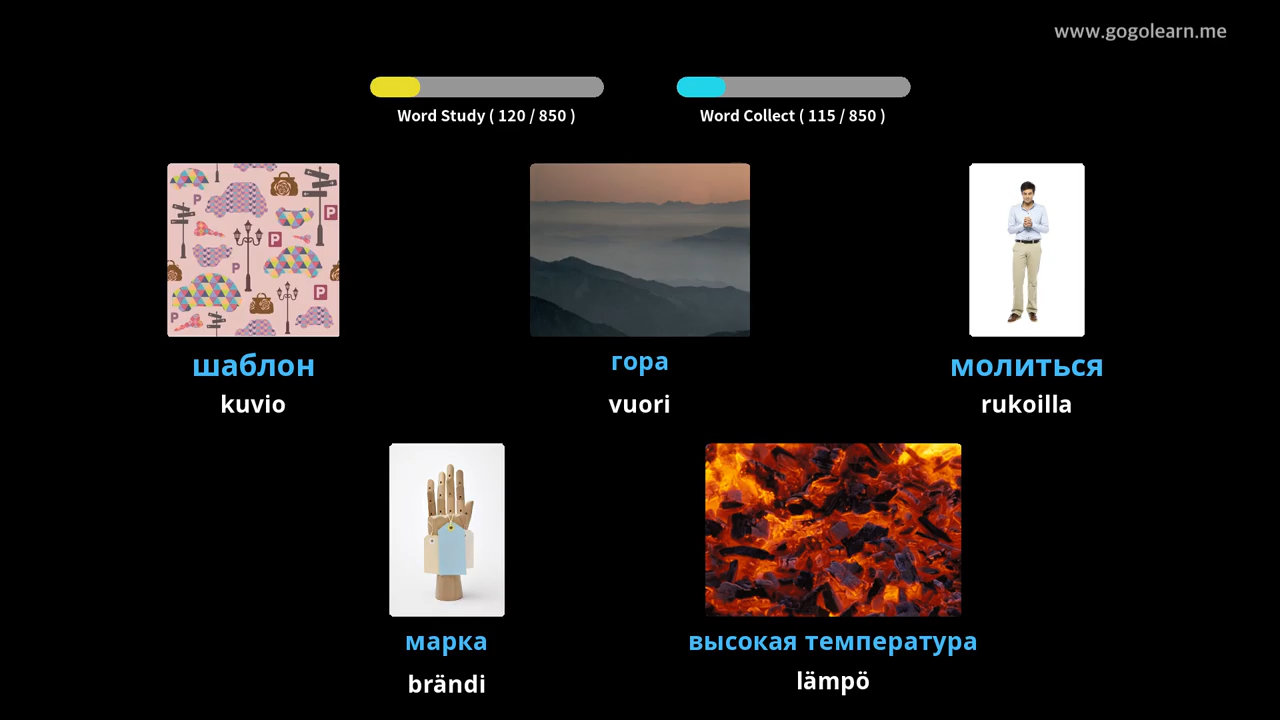 www.gogolearn.me
Word Study ( 120 / 850 )
Word Collect ( 115 / 850 )
P
P
P
P
P
P
шаблон
гора
молиться
kuvio
vuori
rukoilla
марка
высокая температура
brändi
lämpö